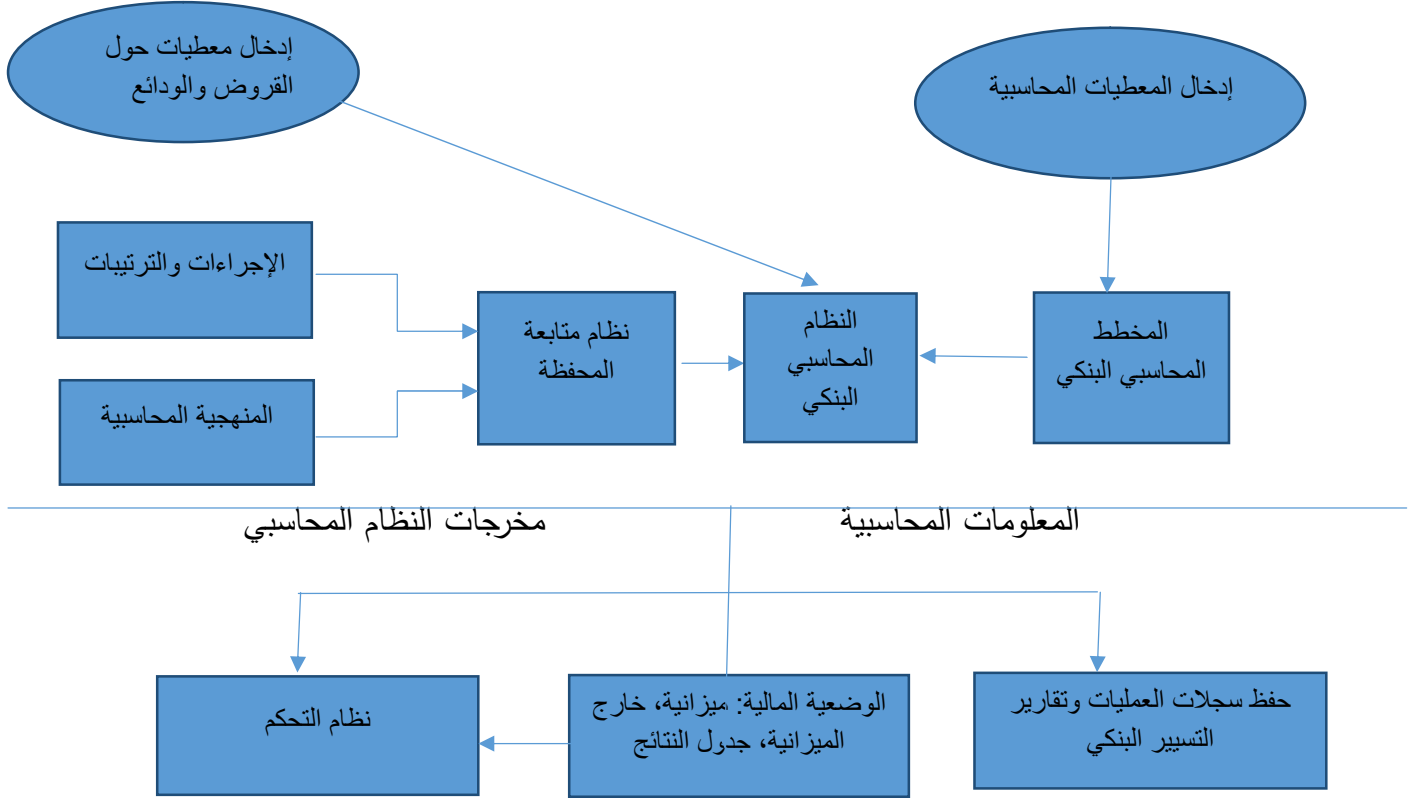 إدخال معطيات حول
القروض والودائع
إدخال المعطيات المحاسبية
الإجراءات والترتيبات
المنهجية المحاسبية
نظام متابعة
المحفظة
النظام
المحاسبي
البنكي
المخطط
المحاسبي البنكي
المعلومات المحاسبية
مخرجات النظام المحاسبي
حفظ سجلات العمليات وتقارير
التسيير البنكي
الوضعية المالية: ميزانية، خارج
الميزانية، جدول النتائج
نظام التحكم